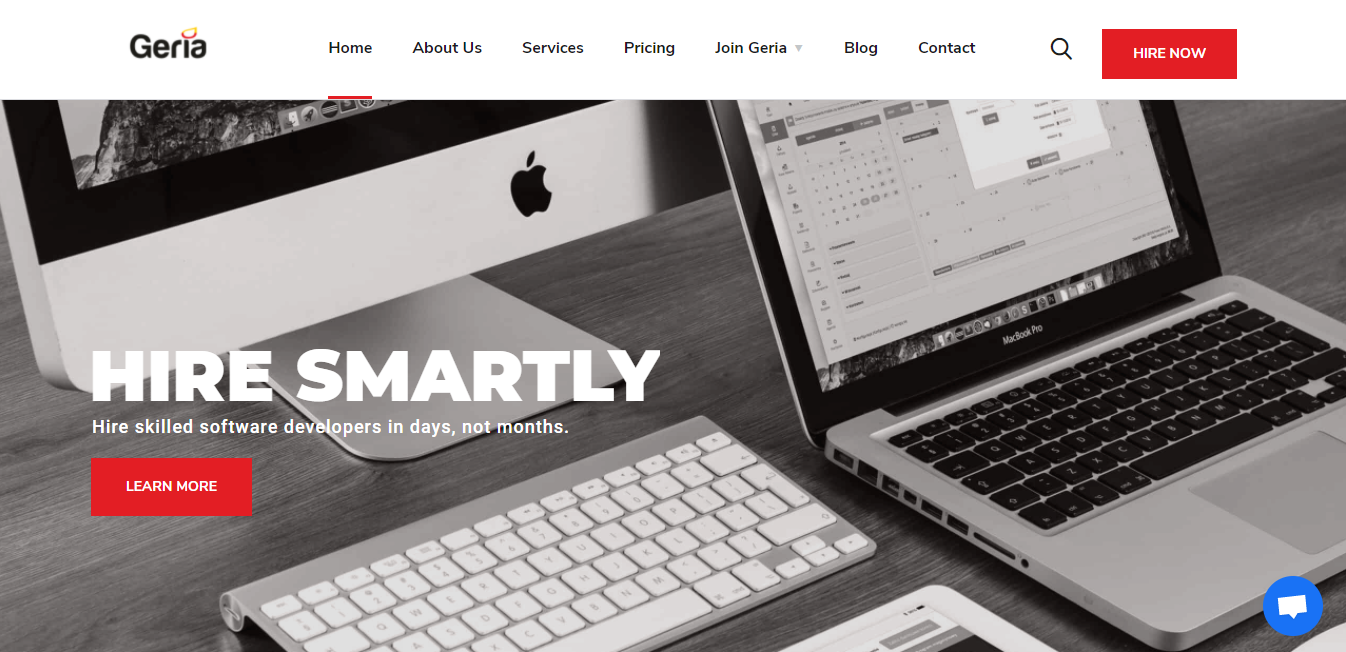 Geria
Home
About Us
Services
Pricing
Join Geria
Blog
Contact
HIRE NOW
MacBook Pro
HIRE SMARTLY
Hire skilled software developers in days, not months.
LEARN MORE